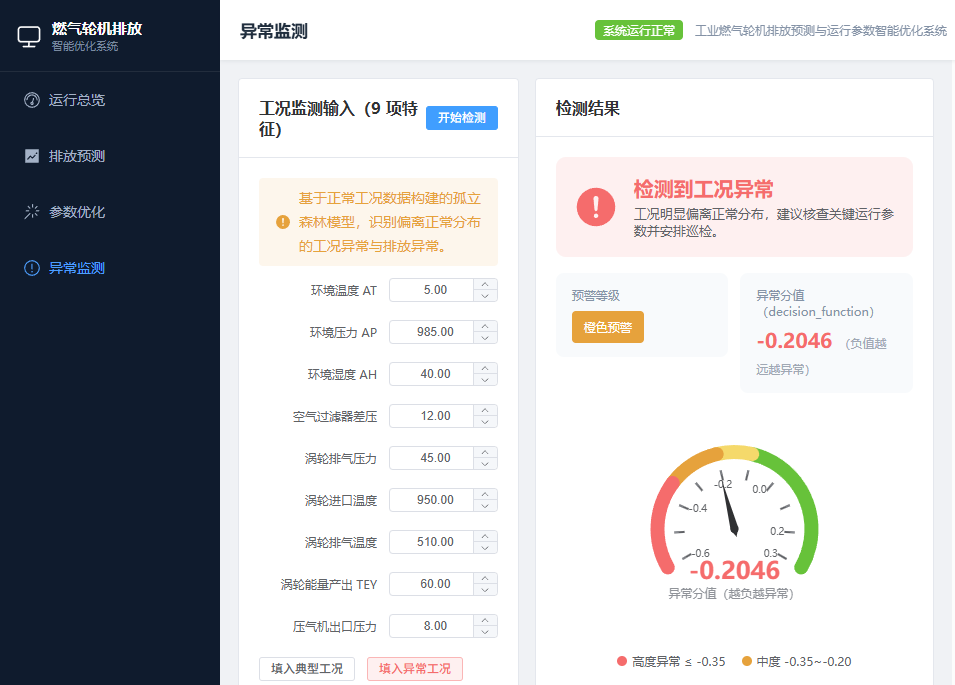 燃气轮机排放
智能优化系统
运行总览
排放预测
参数优化
异常监测
异常监测
系统运行正常
工业燃气轮机排放预测与运行参数智能优化系统
工况监测输入（9 项特
征）
开始检测
基于正常工况数据构建的孤立
森林模型，识别偏离正常分布
的工况异常与排放异常。
环境温度 AT 5.00
环境压力 AP 985.00
环境湿度 AH 40.00
空气过滤器差压 12.00
涡轮排气压力 45.00
涡轮进口温度 950.00
涡轮排气温度 510.00
涡轮能量产出 TEY 60.00
压气机出口压力 8.00
填入典型工况
填入异常工况
检测结果
检测到工况异常
工况明显偏离正常分布，建议核查关键运行参
数并安排巡检。
预警等级
橙色预警
异常分值
（decision_function）
-0.2046 （负值越
远越异常）
-0.6
-0.4
-0.2
0.0
0.2
0.3
-0.2046
异常分值（越负越异常）
高度异常 ≤ -0.35
中度 -0.35~-0.20